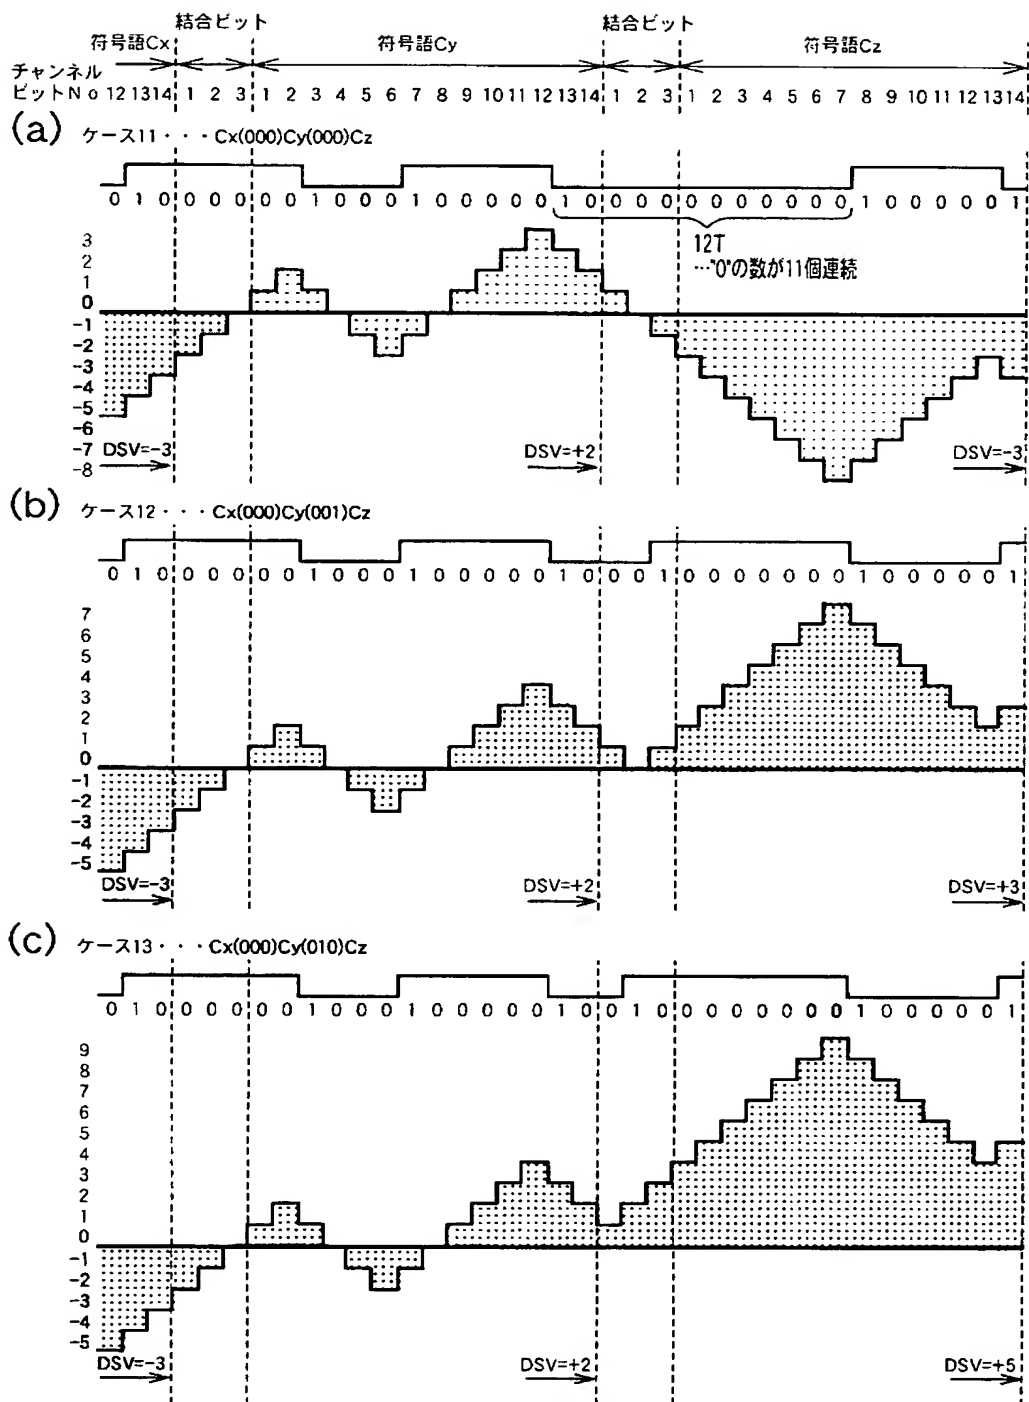 結合ビット 結合ビット
符号語Cx 符号語Cy 符号語Cz
チャンネル
ビットNo 12 13 14 1 2 3 1 2 3 4 5 6 7 8 9 10 11 12 13 14 1 2 3 1 2 3 4 5 6 7 8 9 10 11 12 13 14
(a) ケース11・・・Cx(000)Cy(000)Cz
0 1 0 0 0 0 0 0 1 0 0 0 1 0 0 0 0 0 1 0 0 0 0 0 0 0 0 0 0 0 1 0 0 0 0 0 1
12T
…"0"の数が11個連続
3
2
1
0
-1
-2
-3
-4
-5
-6
-7
-8
DSV=-3 DSV=+2 DSV=-3
(b) ケース12・・・Cx(000)Cy(001)Cz
0 1 0 0 0 0 0 0 1 0 0 0 1 0 0 0 0 0 1 0 0 0 1 0 0 0 0 0 0 0 1 0 0 0 0 0 1
7
6
5
4
3
2
1
0
-1
-2
-3
-4
-5
DSV=-3 DSV=+2 DSV=+3
(c) ケース13・・・Cx(000)Cy(010)Cz
0 1 0 0 0 0 0 0 1 0 0 0 1 0 0 0 0 0 1 0 0 1 0 0 0 0 0 0 0 0 1 0 0 0 0 0 1
9
8
7
6
5
4
3
2
1
0
-1
-2
-3
-4
-5
DSV=-3 DSV=+2 DSV=+5